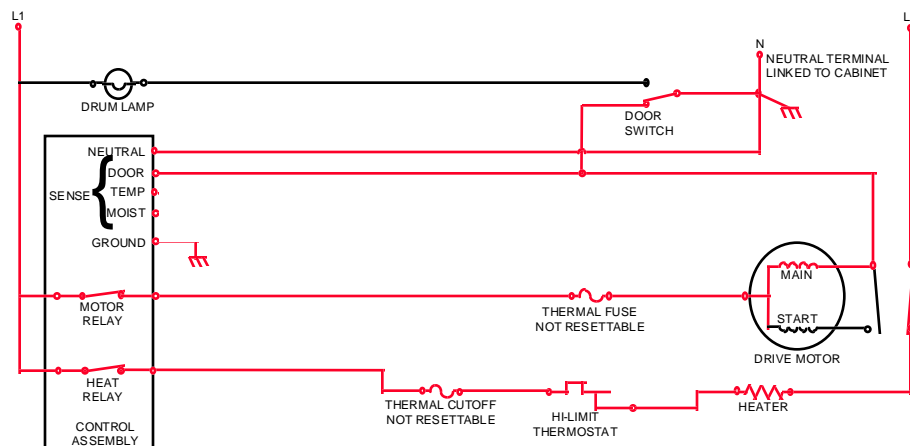 L1
L
N
NEUTRAL TERMINAL
LINKED TO CABINET
DRUM LAMP
DOOR
SWITCH
NEUTRAL
DOOR
SENSE
TEMP
MOIST
GROUND
MAIN
MOTOR
RELAY
THERMAL FUSE
NOT RESETTABLE
START
DRIVE MOTOR
HEAT
RELAY
THERMAL CUTOFF
NOT RESETTABLE
HI-LIMIT
THERMOSTAT
HEATER
CONTROL
ASSEMBLY